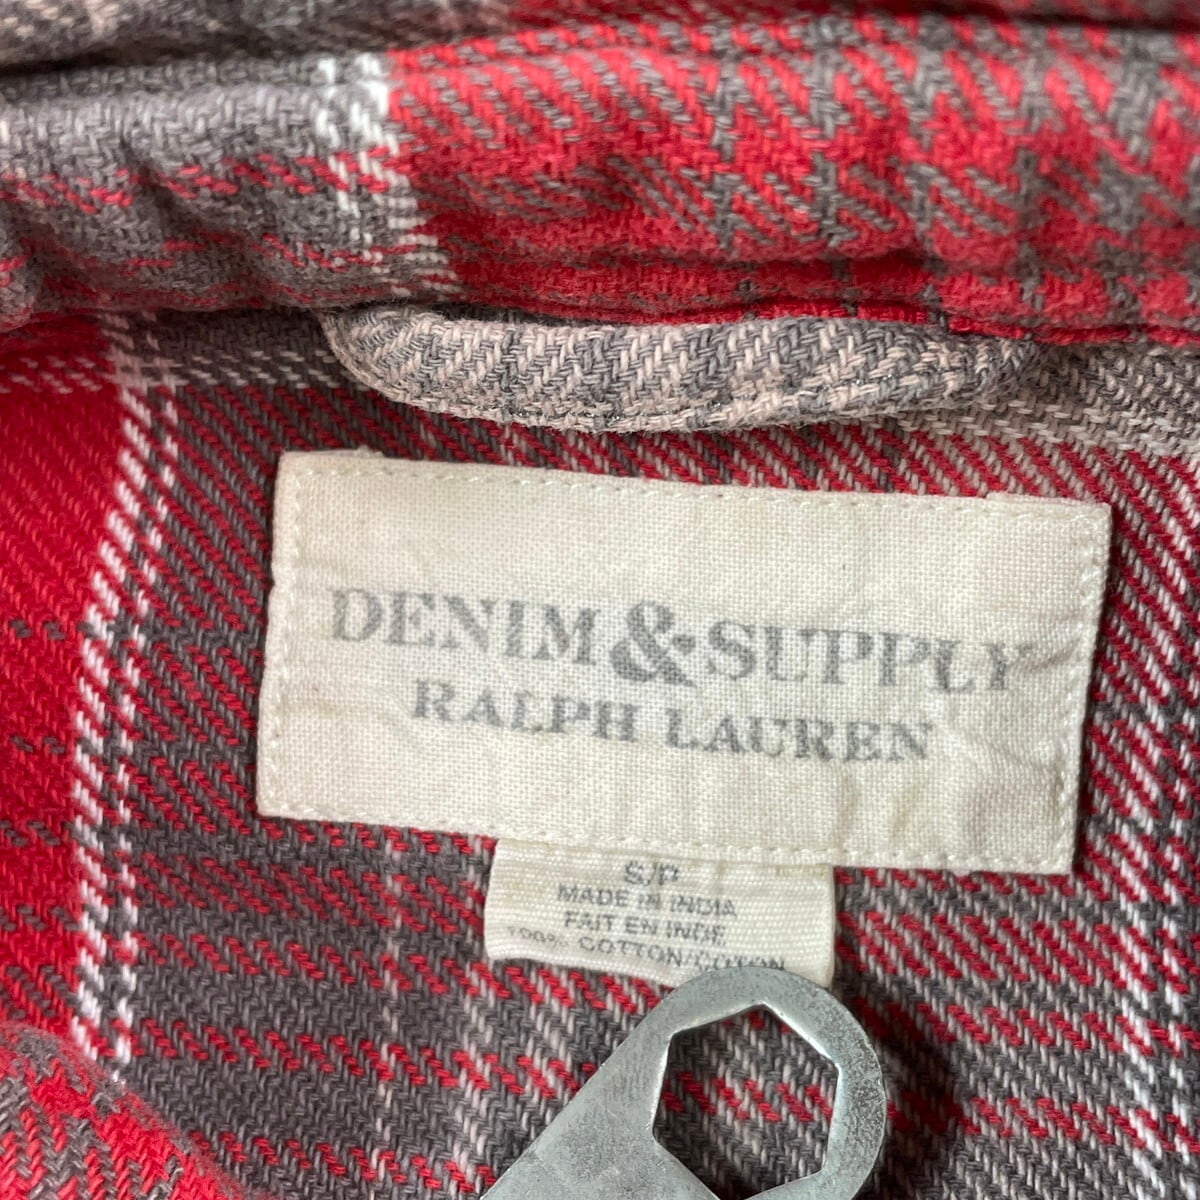 DENIM & SUPPLY
RALPH LAUREN
S/P
MADE IN INDIA
FAIT EN INDE
100% COTTON/COTON